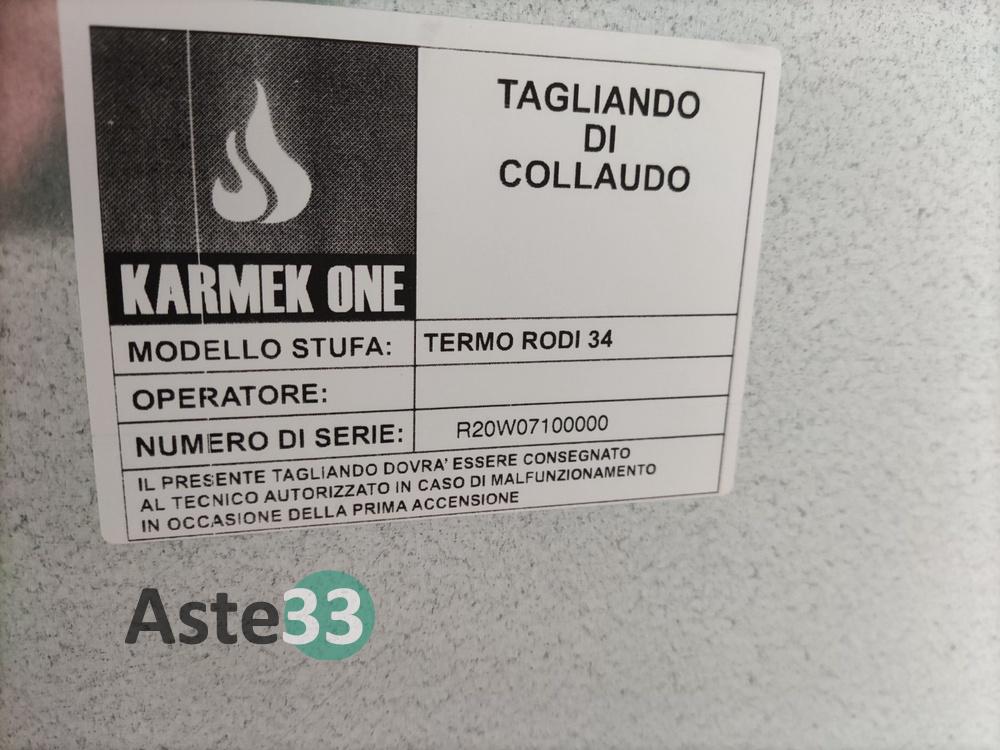 TAGLIANDO
DI
COLLAUDO
KARMEK ONE
MODELLO STUFA: TERMO RODI 34
OPERATORE:
NUMERO DI SERIE: R20W07100000
IL PRESENTE TAGLIANDO DOVRA' ESSERE CONSEGNATO
AL TECNICO AUTORIZZATO IN CASO DI MALFUNZIONAMENTO
IN OCCASIONE DELLA PRIMA ACCENSIONE
Aste33